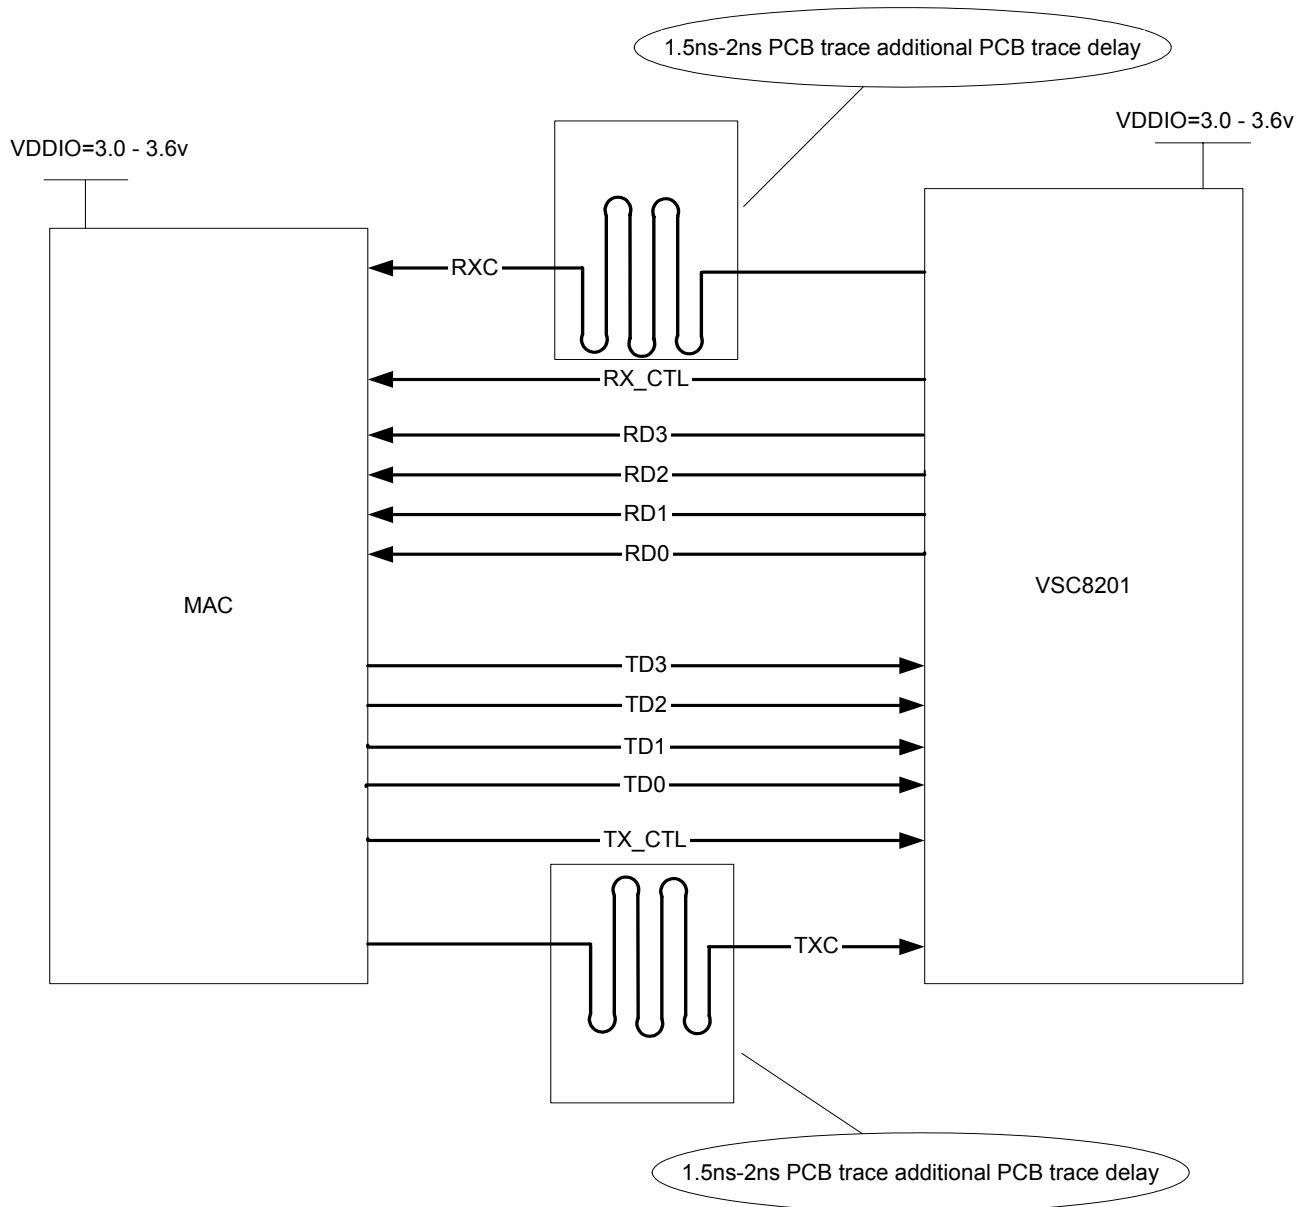 1.5ns-2ns PCB trace additional PCB trace delay
VDDIO=3.0 - 3.6v
VDDIO=3.0 - 3.6v
RXC
RX_CTL
RD3
RD2
RD1
RD0
MAC
VSC8201
TD3
TD2
TD1
TD0
TX_CTL
TXC
1.5ns-2ns PCB trace additional PCB trace delay